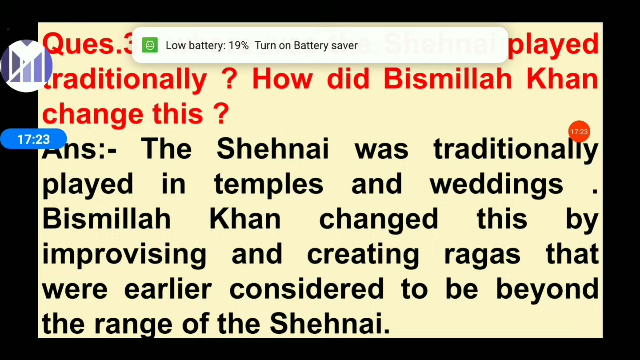 Ques.3
Low battery: 19% Turn on Battery saver
the Shehnai played
traditionally ? How did Bismillah Khan
change this ?
17:23
17:23
Ans:- The Shehnai was traditionally
played in temples and weddings .
Bismillah Khan changed this by
improvising and creating ragas that
were earlier considered to be beyond
the range of the Shehnai.